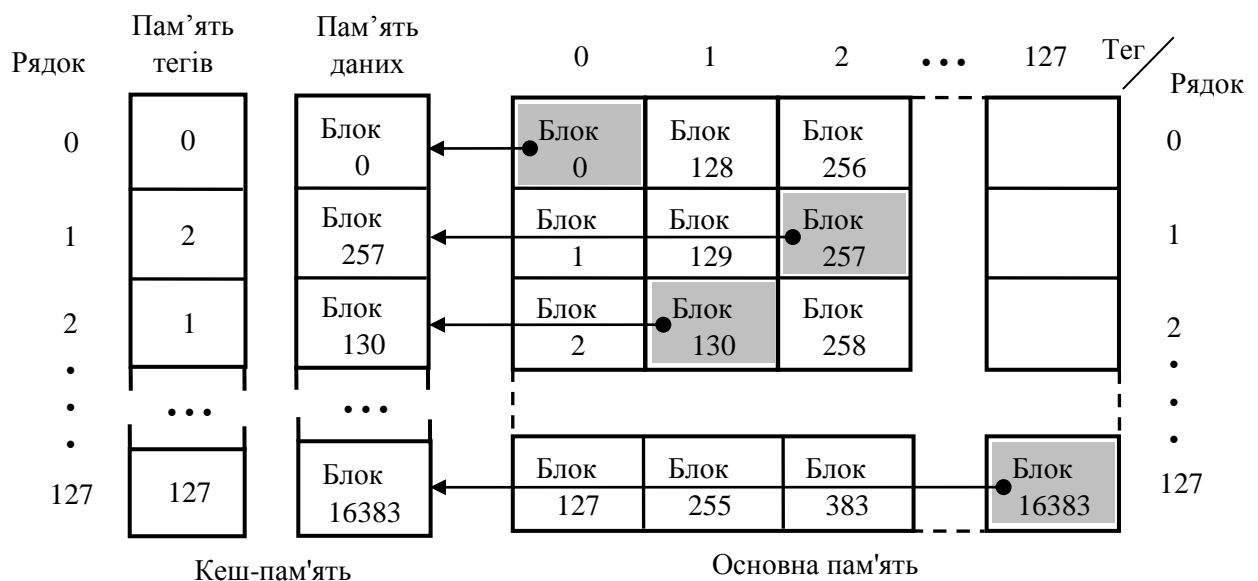 Рядок Пам’ять тегів Пам’ять даних 0 1 2 ... 127 Тег Рядок
0 0 Блок 0 Блок 0 Блок 128 Блок 256 0
1 2 Блок 257 Блок 1 Блок 129 Блок 257 1
2 1 Блок 130 Блок 2 Блок 130 Блок 258 2
... ...
127 127 Блок 16383 Блок 127 Блок 255 Блок 383 Блок 16383 127
Кеш-пам'ять Основна пам'ять